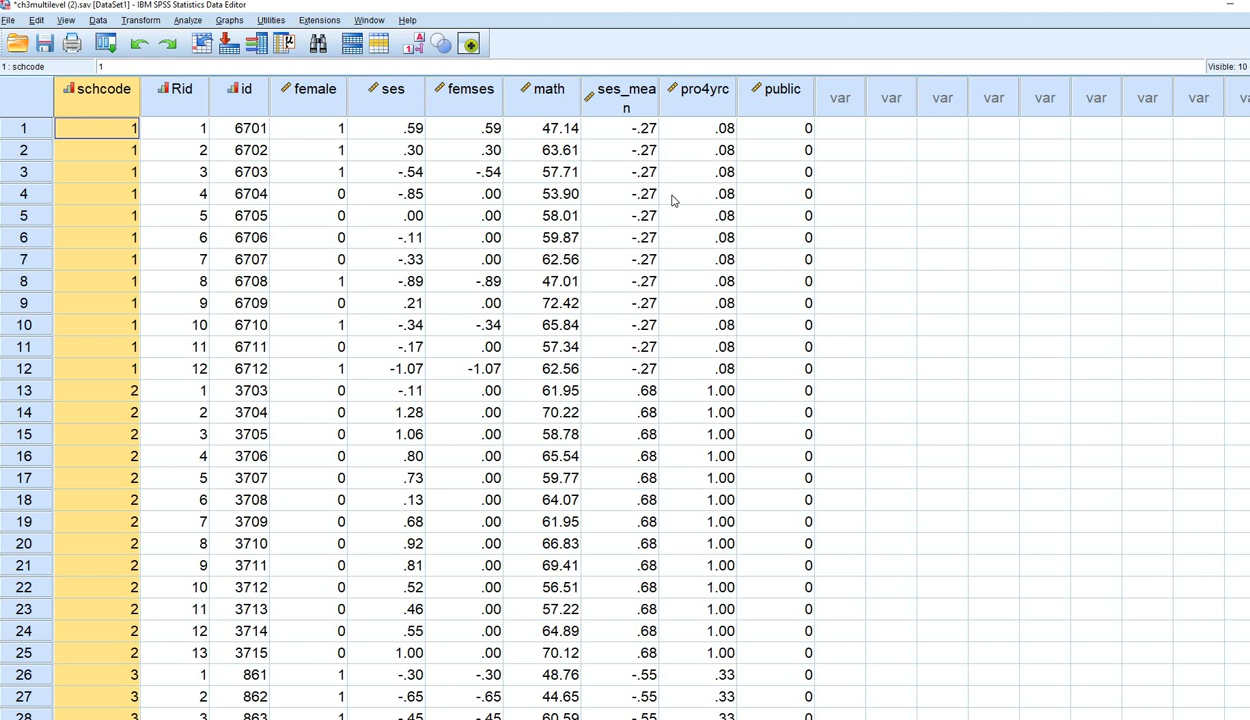 *ch3multilevel (2).sav [DataSet1] - IBM SPSS Statistics Data Editor
File Edit View Data Transform Analyze Graphs Utilities Extensions Window Help
1 : schcode 1 Visible: 10
schcode Rid id female ses femses math ses_mea pro4yrc public var var var var var var var var
n
1 1 1 6701 1 .59 .59 47.14 -.27 .08 0
2 1 2 6702 1 .30 .30 63.61 -.27 .08 0
3 1 3 6703 1 -.54 -.54 57.71 -.27 .08 0
4 1 4 6704 0 -.85 .00 53.90 -.27 .08 0
5 1 5 6705 0 .00 .00 58.01 -.27 .08 0
6 1 6 6706 0 -.11 .00 59.87 -.27 .08 0
7 1 7 6707 0 -.33 .00 62.56 -.27 .08 0
8 1 8 6708 1 -.89 -.89 47.01 -.27 .08 0
9 1 9 6709 0 .21 .00 72.42 -.27 .08 0
10 1 10 6710 1 -.34 -.34 65.84 -.27 .08 0
11 1 11 6711 0 -.17 .00 57.34 -.27 .08 0
12 1 12 6712 1 -1.07 -1.07 62.56 -.27 .08 0
13 2 1 3703 0 -.11 .00 61.95 .68 1.00 0
14 2 2 3704 0 1.28 .00 70.22 .68 1.00 0
15 2 3 3705 0 1.06 .00 58.78 .68 1.00 0
16 2 4 3706 0 .80 .00 65.54 .68 1.00 0
17 2 5 3707 0 .73 .00 59.77 .68 1.00 0
18 2 6 3708 0 .13 .00 64.07 .68 1.00 0
19 2 7 3709 0 .68 .00 61.95 .68 1.00 0
20 2 8 3710 0 .92 .00 66.83 .68 1.00 0
21 2 9 3711 0 .81 .00 69.41 .68 1.00 0
22 2 10 3712 0 .52 .00 56.51 .68 1.00 0
23 2 11 3713 0 .46 .00 57.22 .68 1.00 0
24 2 12 3714 0 .55 .00 64.89 .68 1.00 0
25 2 13 3715 0 1.00 .00 70.12 .68 1.00 0
26 3 1 861 1 -.30 -.30 48.76 -.55 .33 0
27 3 2 862 1 -.65 -.65 44.65 -.55 .33 0
28 3 3 863 1 -.45 -.45 60.59 -.55 .33 0